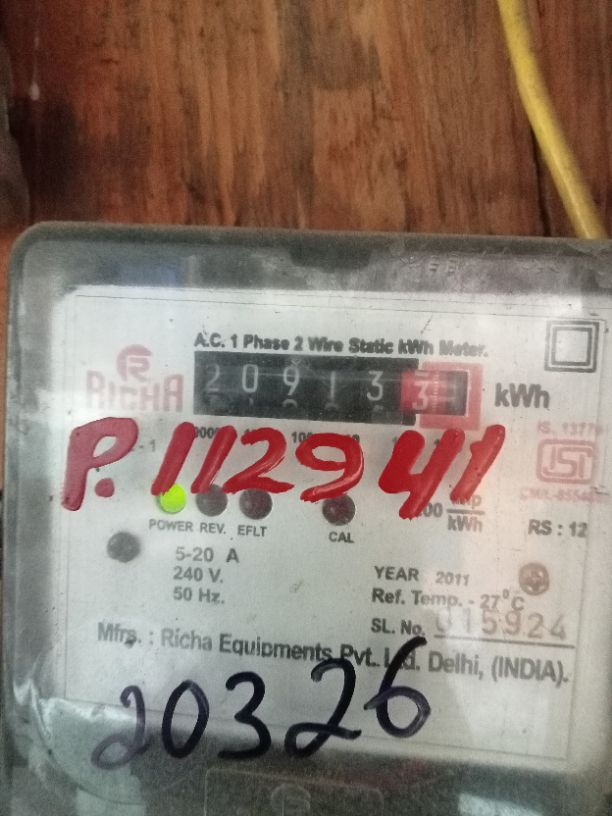 A.C. 1 Phase 2 Wire Static kWh Meter.
RICHA
209133
kWh
P.112941
kWh
POWER REV. EFLT
CAL
RS : 12
5-20 A
240 V.
50 Hz.
YEAR 2011
Ref. Temp. - 27°C
SL. No. 015924
Mfrs. : Richa Equipments Pvt. Ltd. Delhi, (INDIA).
20326